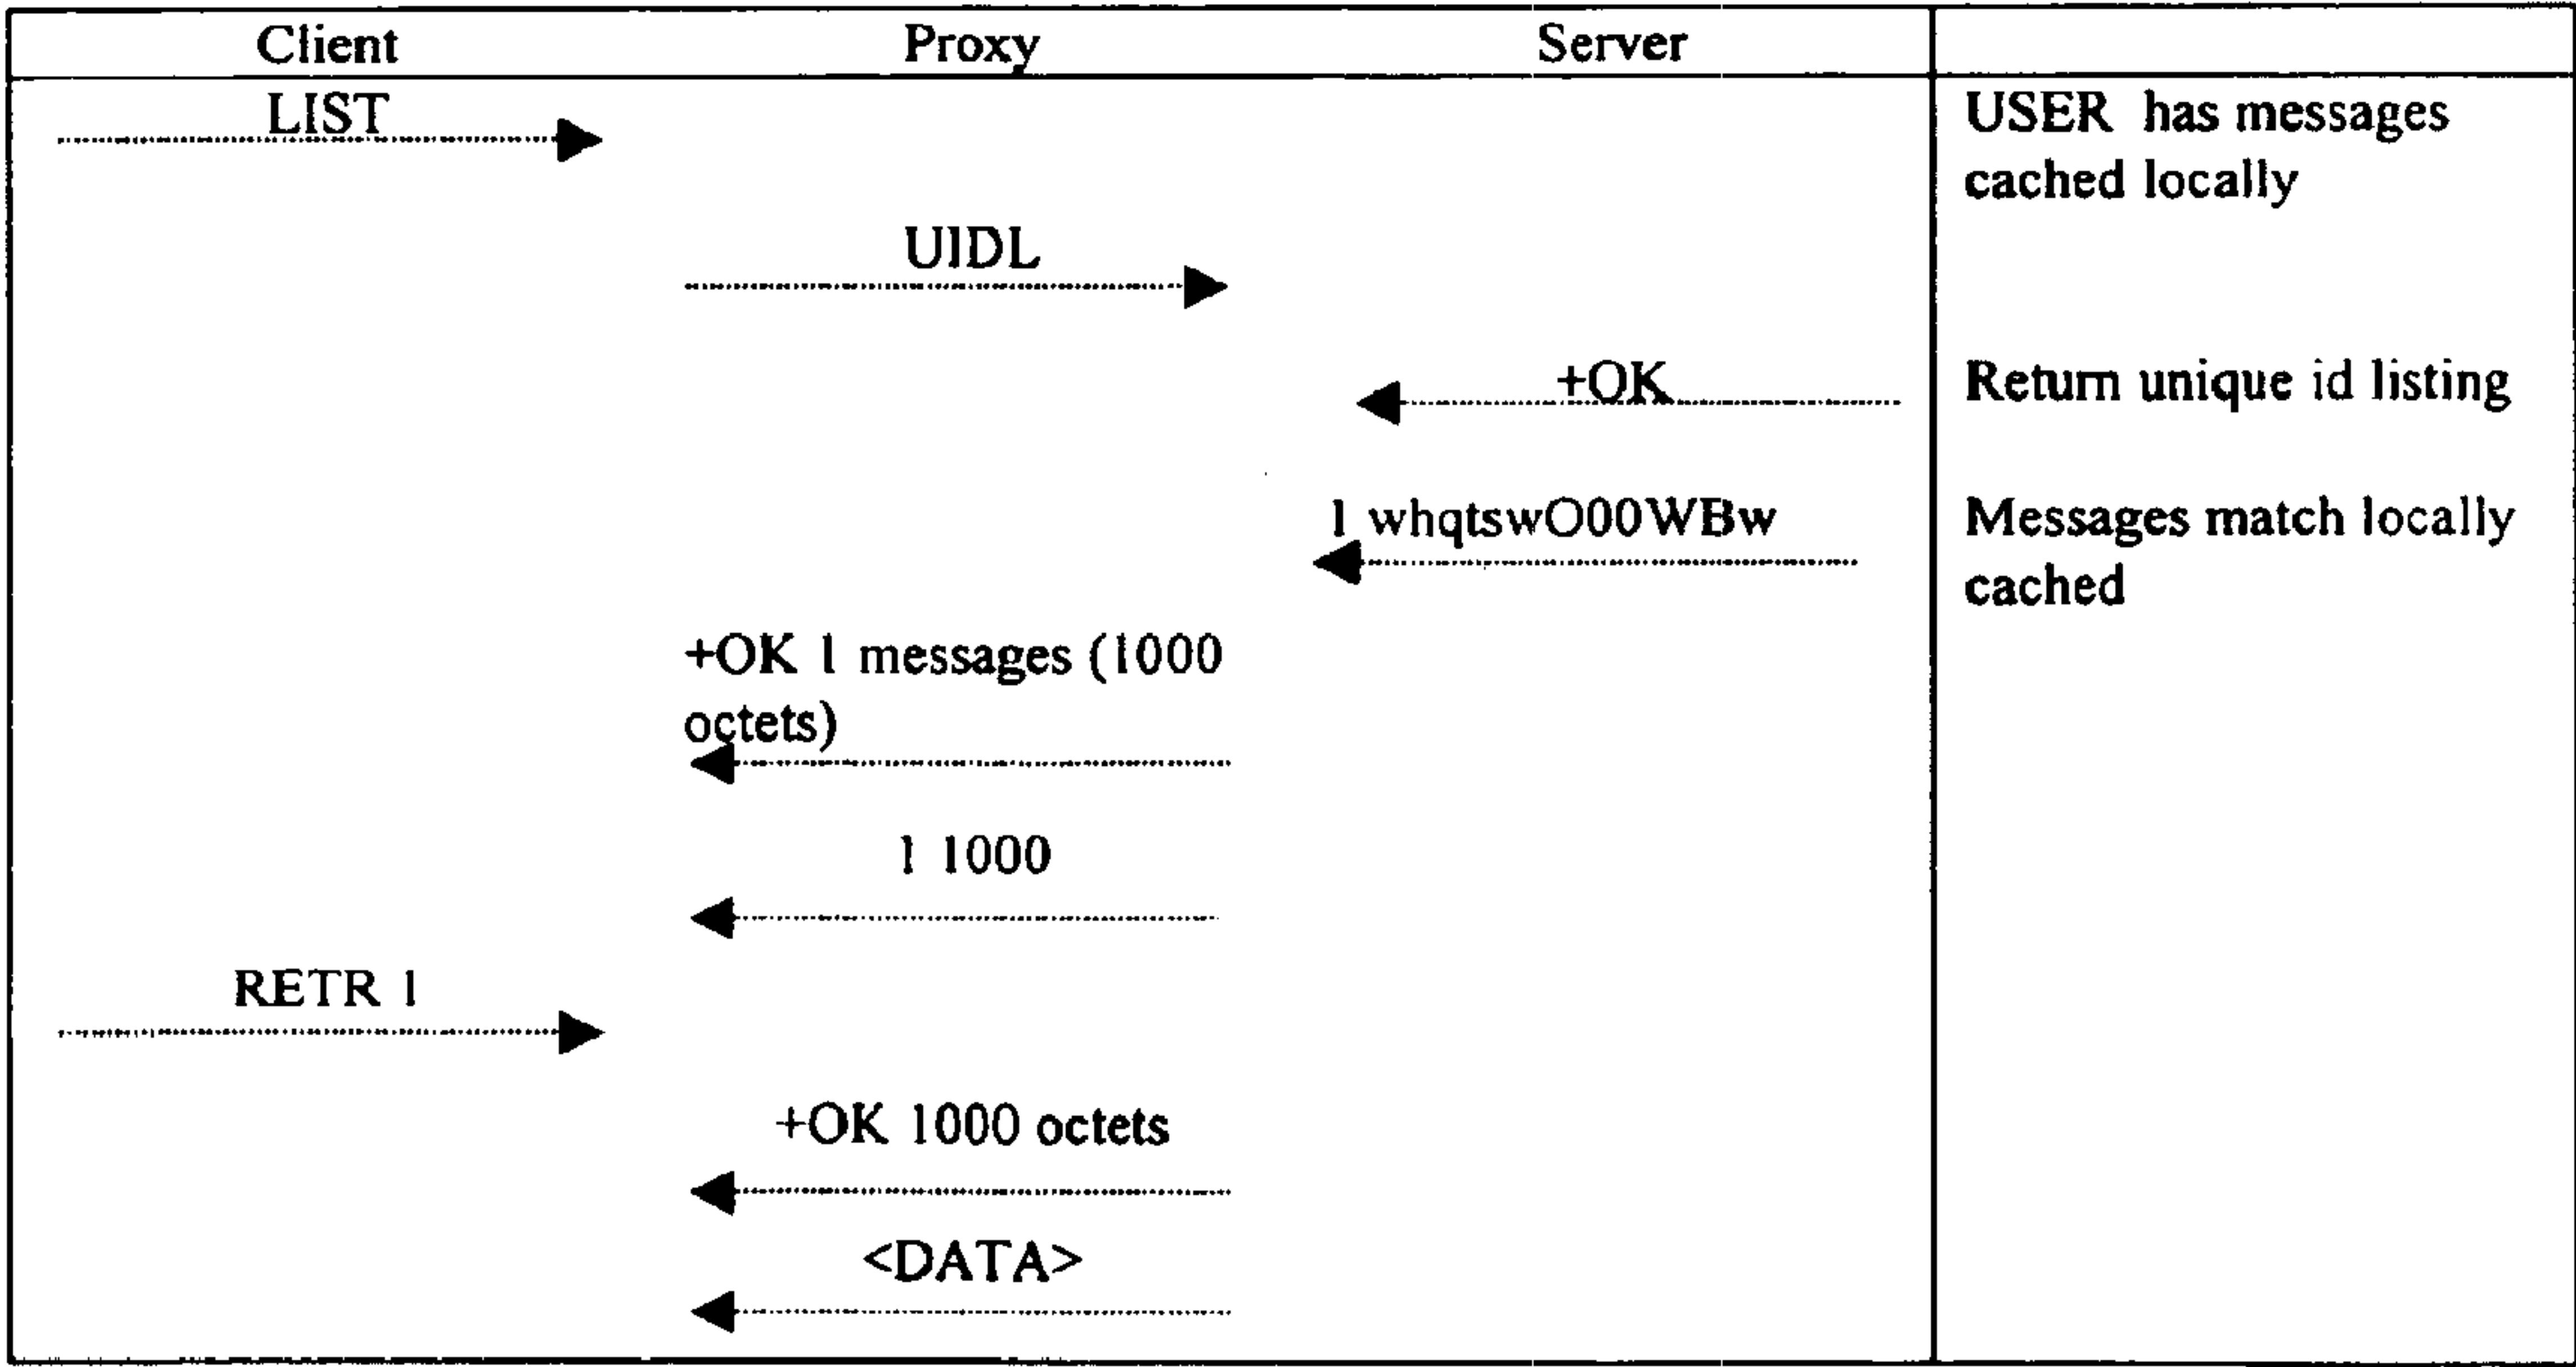 Client Proxy Server
LIST
USER has messages
cached locally
UIDL
+OK
Return unique id listing
1 whqtswO00WBw
Messages match locally
cached
+OK 1 messages (1000
octets)
1 1000
RETR 1
+OK 1000 octets
<DATA>